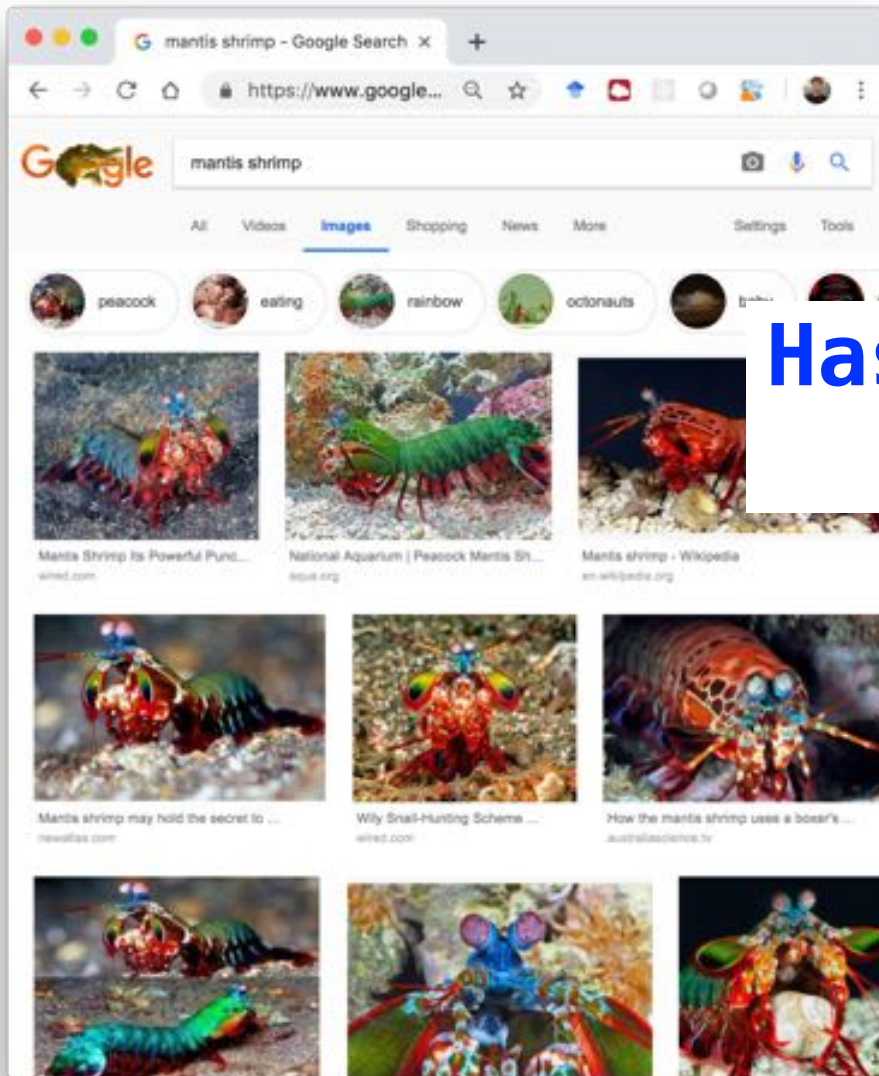 mantis shrimp - Google Search
https://www.google...
Google
mantis shrimp
All Videos Images Shopping News More Settings Tools
peacock eating rainbow octonauts baby
Has
Mantis Shrimp Its Powerful Punc...
wired.com
National Aquarium | Peacock Mantis Sh...
aqua.org
Mantis shrimp - Wikipedia
en.wikipedia.org
Mantis shrimp may hold the secret to ...
newatlas.com
Wily Snail-Hunting Scheme ...
wired.com
How the mantis shrimp uses a boxer's ...
australiascience.tv